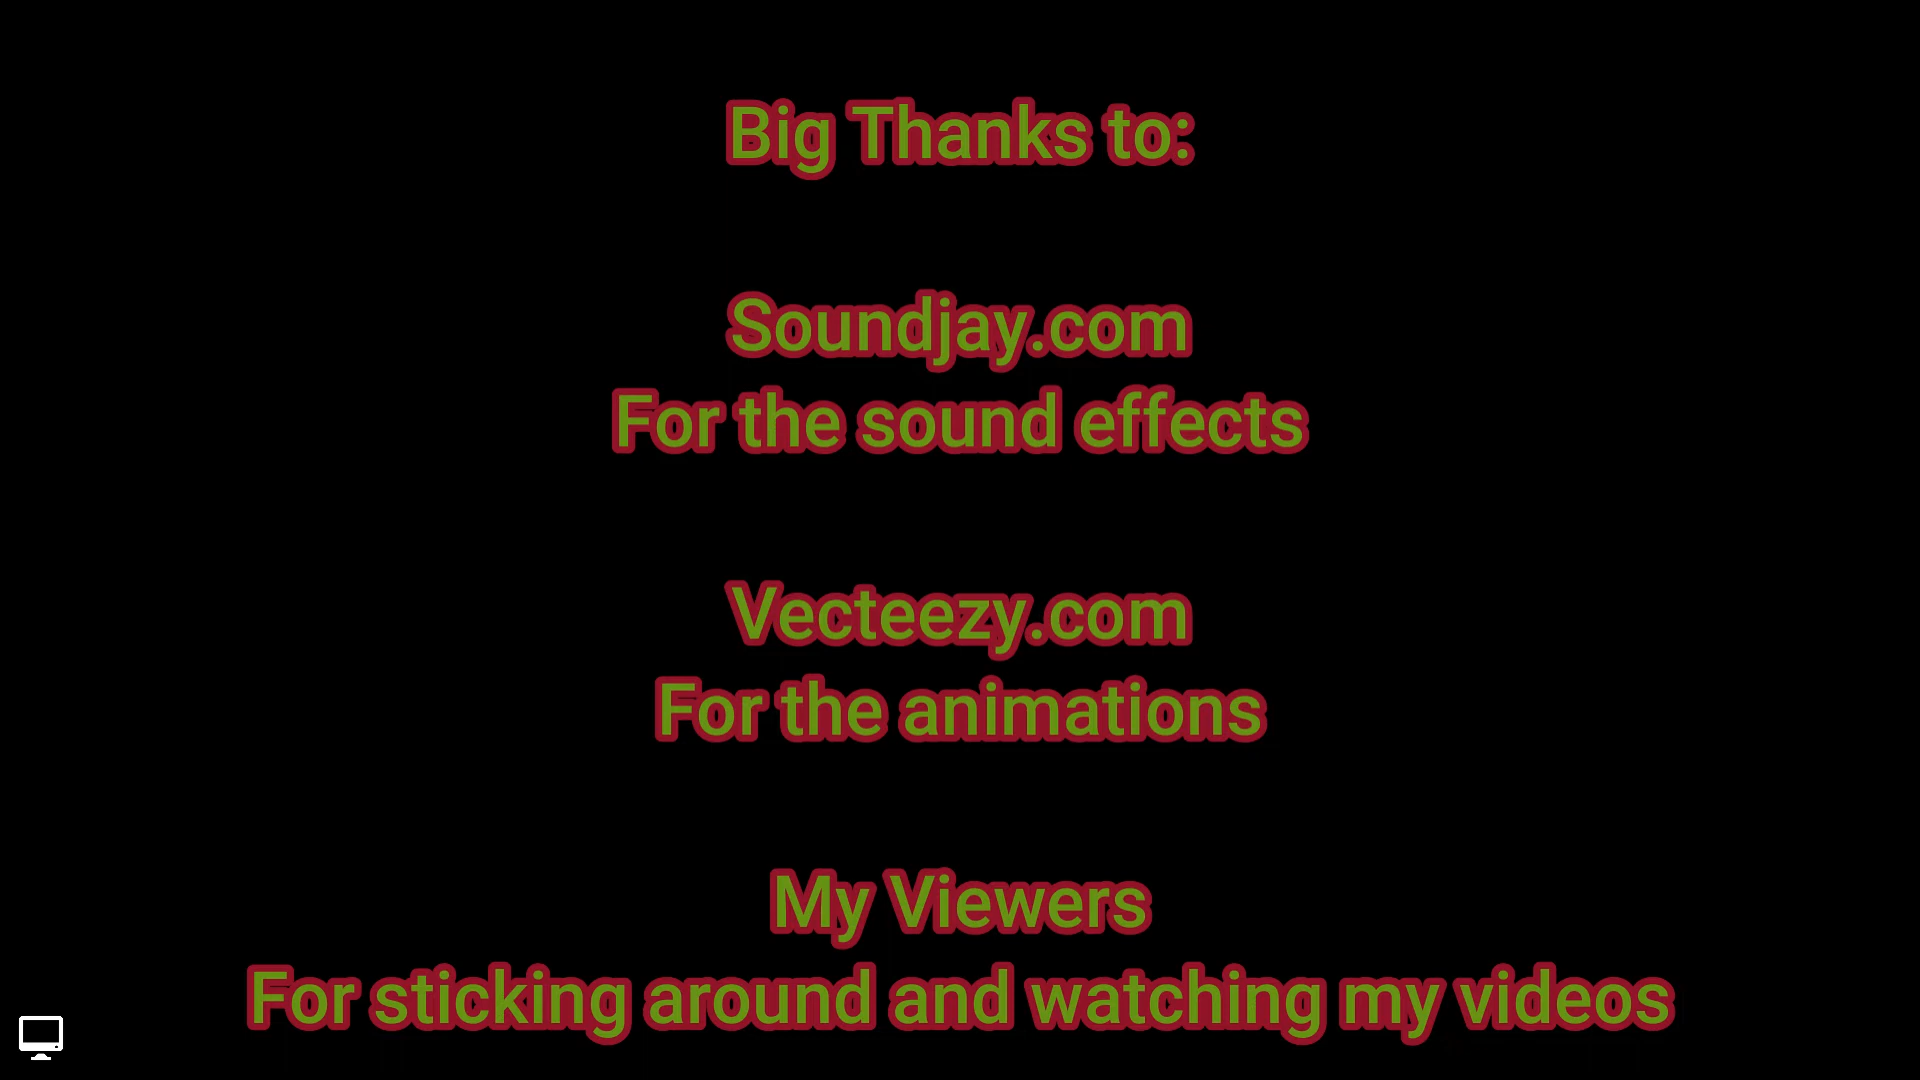 Big Thanks to:
Soundjay.com
For the sound effects
Vecteezy.com
For the animations
My Viewers
For sticking around and watching my videos